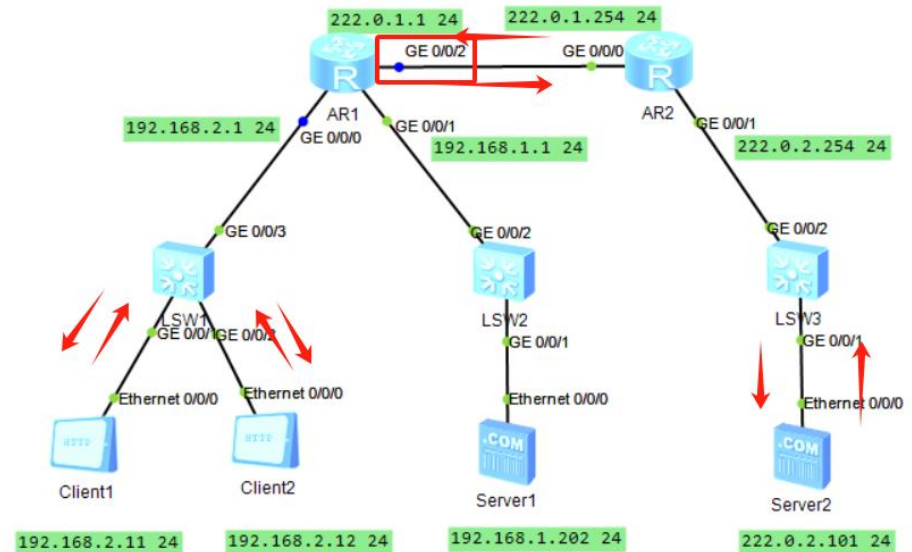 222.0.1.1 24
222.0.1.254 24
GE 0/0/2
GE 0/0/0
R
R
AR1
AR2
192.168.2.1 24
GE 0/0/0
GE 0/0/1
192.168.1.1 24
GE 0/0/1
222.0.2.254 24
GE 0/0/3
GE 0/0/2
GE 0/0/2
LSW1
LSW2
LSW3
GE 0/0/1
GE 0/0/2
GE 0/0/1
GE 0/0/1
Ethernet 0/0/0
Ethernet 0/0/0
Ethernet 0/0/0
Ethernet 0/0/0
HTTP
HTTP
.COM
.COM
Client1
Client2
Server1
Server2
192.168.2.11 24
192.168.2.12 24
192.168.1.202 24
222.0.2.101 24